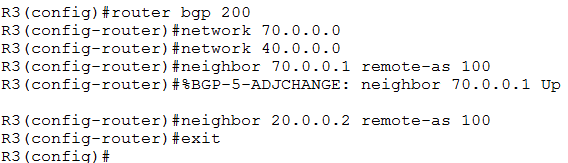 R3(config)#router bgp 200
R3(config-router)#network 70.0.0.0
R3(config-router)#network 40.0.0.0
R3(config-router)#neighbor 70.0.0.1 remote-as 100
R3(config-router)#%BGP-5-ADJCHANGE: neighbor 70.0.0.1 Up
R3(config-router)#neighbor 20.0.0.2 remote-as 100
R3(config-router)#exit
R3(config)#